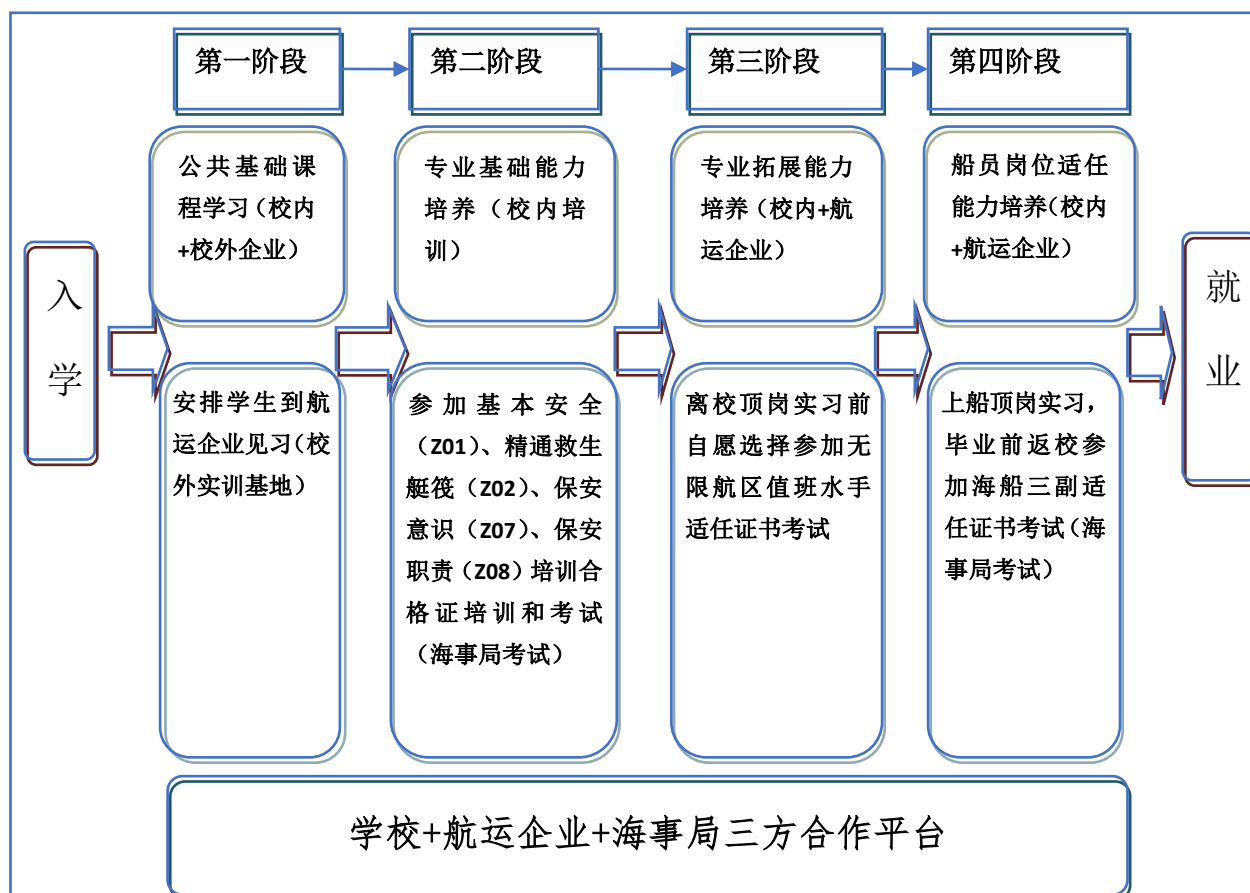 第一阶段
第二阶段
第三阶段
第四阶段
公共基础课
程学习（校内
+校外企业）
专业基础能力
培养（校内培
训）
专业拓展能力
培养（校内+航
运企业）
船员岗位适任
能力培养（校内
+航运企业）
入
学
安排学生到航
运企业见习（校
外实训基地）
参加基本安全
（Z01）、精通救生
艇筏（Z02）、保安
意识（Z07）、保安
职责（Z08）培训合
格证培训和考试
（海事局考试）
离校顶岗实习前
自愿选择参加无
限航区值班水手
适任证书考试
上船顶岗实习，
毕业前返校参
加海船三副适
任证书考试（海
事局考试）
就
业
学校+航运企业+海事局三方合作平台